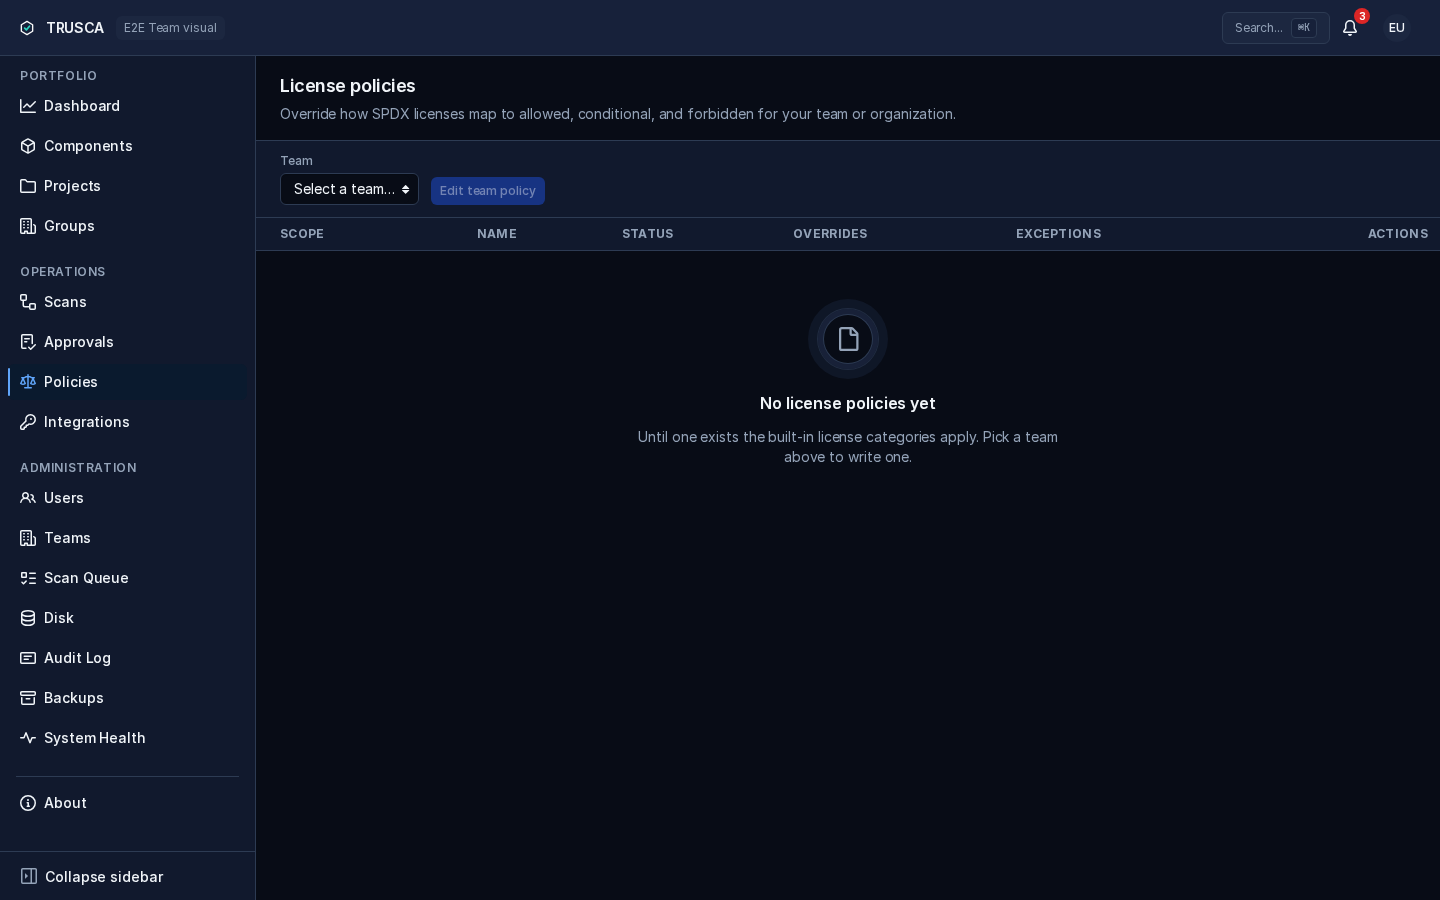 TRUSCA
E2E Team visual
Search...
⌘K
3
EU
PORTFOLIO
Dashboard
Components
Projects
Groups
OPERATIONS
Scans
Approvals
Policies
Integrations
ADMINISTRATION
Users
Teams
Scan Queue
Disk
Audit Log
Backups
System Health
About
Collapse sidebar
License policies
Override how SPDX licenses map to allowed, conditional, and forbidden for your team or organization.
Team
Select a team...
Edit team policy
SCOPE NAME STATUS OVERRIDES EXCEPTIONS ACTIONS
No license policies yet
Until one exists the built-in license categories apply. Pick a team
above to write one.